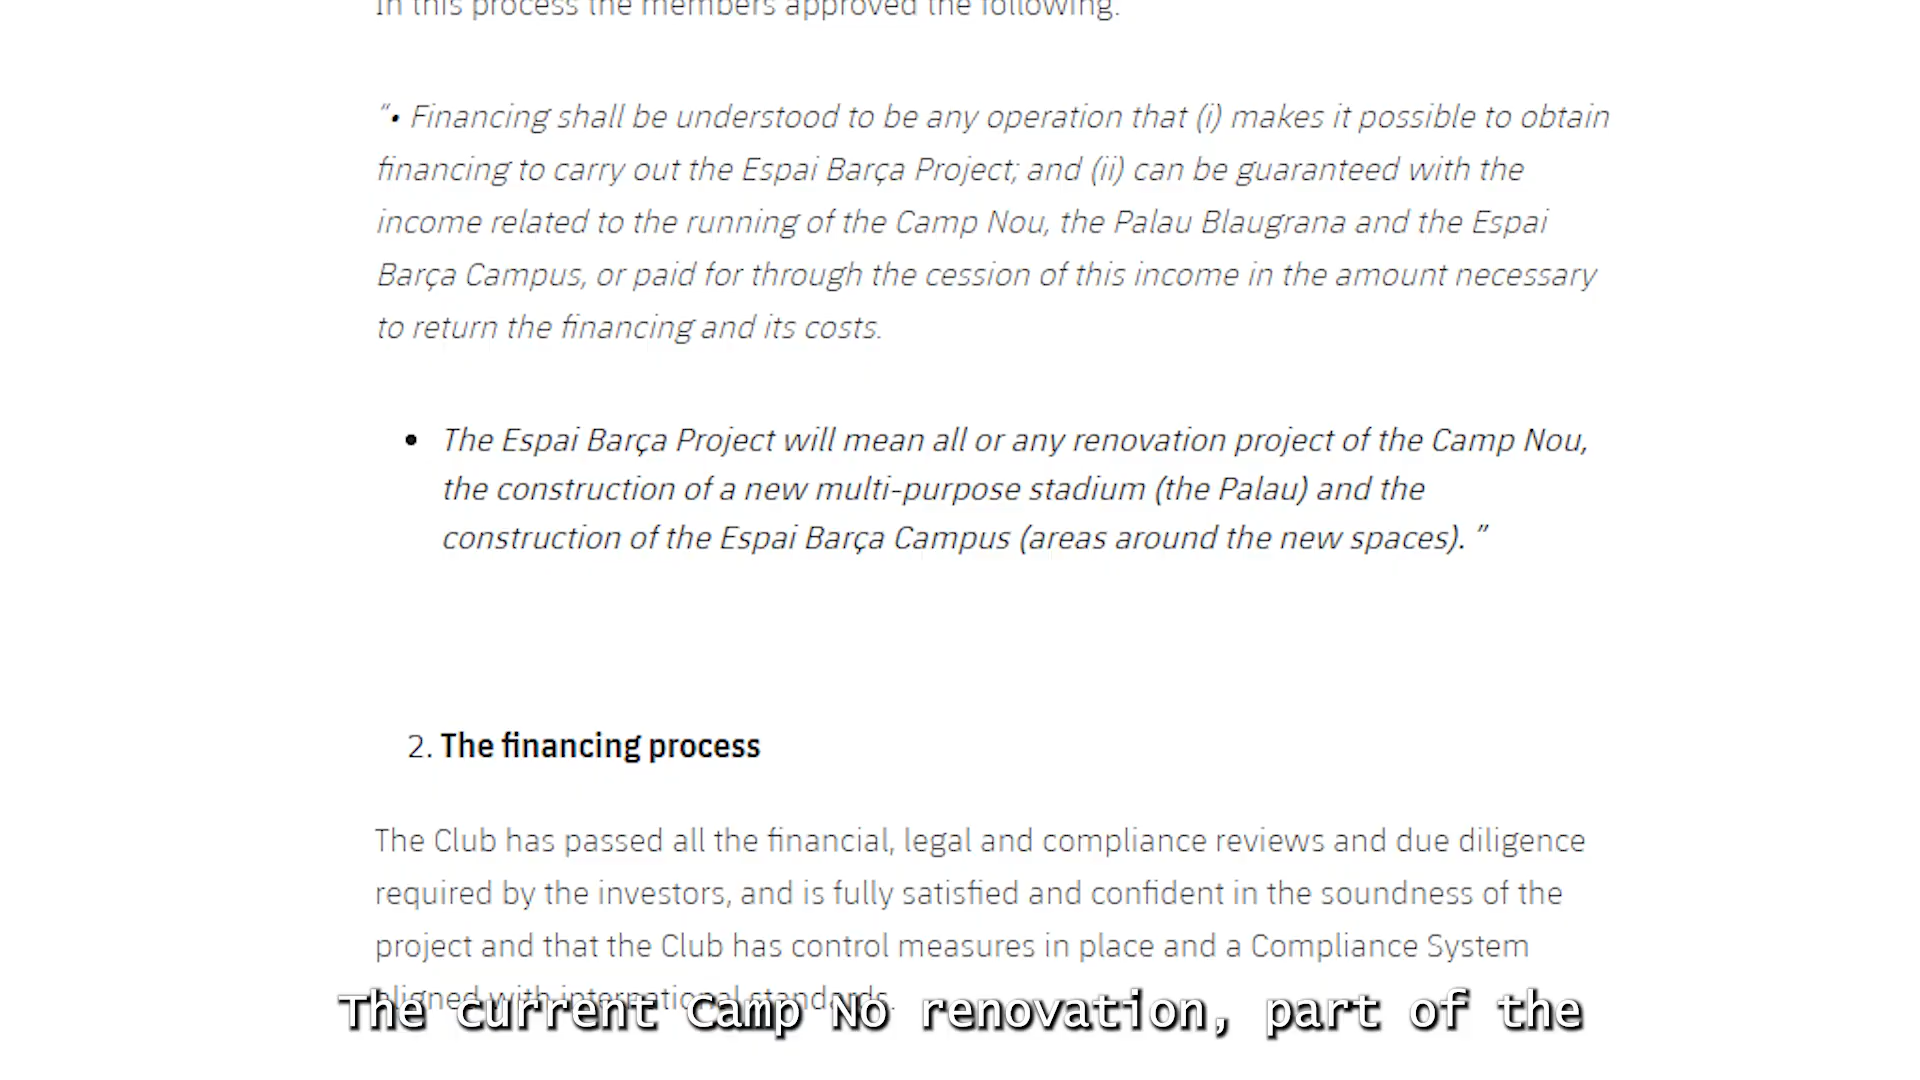 In this process the members approved the following:
“• Financing shall be understood to be any operation that (i) makes it possible to obtain
financing to carry out the Espai Barça Project; and (ii) can be guaranteed with the
income related to the running of the Camp Nou, the Palau Blaugrana and the Espai
Barça Campus, or paid for through the cession of this income in the amount necessary
to return the financing and its costs.
• The Espai Barça Project will mean all or any renovation project of the Camp Nou,
the construction of a new multi-purpose stadium (the Palau) and the
construction of the Espai Barça Campus (areas around the new spaces). ”
2. The financing process
The Club has passed all the financial, legal and compliance reviews and due diligence
required by the investors, and is fully satisfied and confident in the soundness of the
project and that the Club has control measures in place and a Compliance System
aligned with international standards.
The current Camp No renovation, part of the